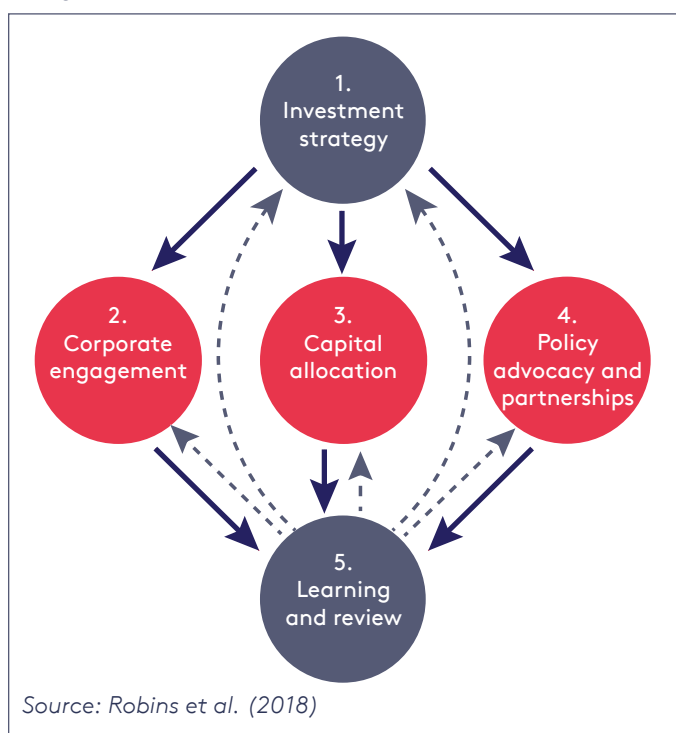 1.
Investment
strategy
2.
Corporate
engagement
3.
Capital
allocation
4.
Policy
advocacy and
partnerships
5.
Learning
and review
Source: Robins et al. (2018)